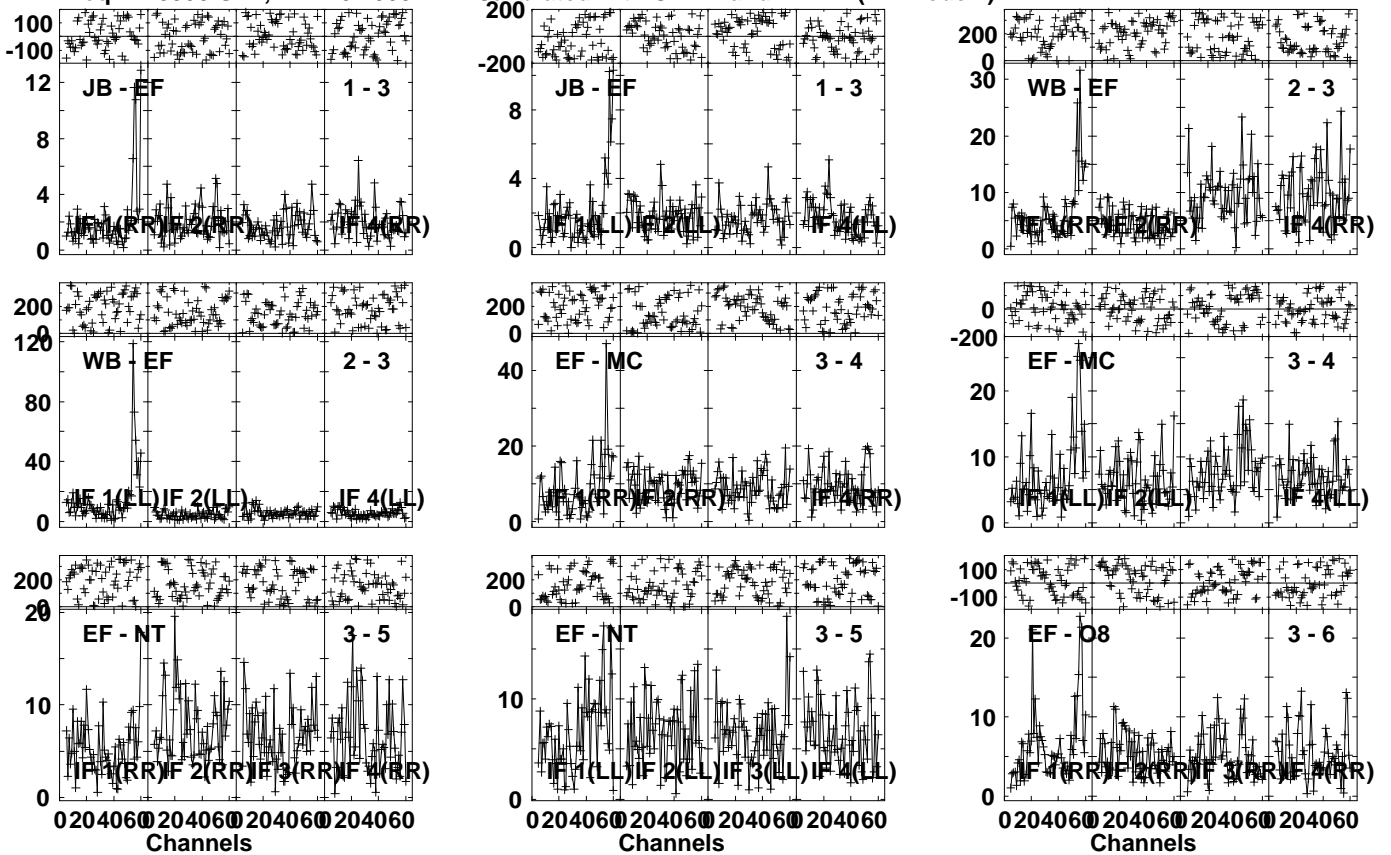 100
-100
12
8
4
0
JB - EF
1 - 3
IF 1(RR)
IF 2(RR)
IF 4(RR)
200
-200
8
4
0
JB - EF
1 - 3
IF 1(LL)
IF 2(LL)
IF 4(LL)
200
0
30
20
10
0
WB - EF
2 - 3
IF 1(RR)
IF 2(RR)
IF 4(RR)
200
0
120
80
40
0
WB - EF
2 - 3
IF 1(LL)
IF 2(LL)
IF 4(LL)
200
0
40
20
0
EF - MC
3 - 4
IF 1(RR)
IF 2(RR)
IF 4(RR)
0
-200
20
10
0
EF - MC
3 - 4
IF 1(LL)
IF 2(LL)
IF 4(LL)
200
0
20
10
0
EF - NT
3 - 5
IF 1(RR)
IF 2(RR)
IF 3(RR)
IF 4(RR)
0 20 40 60 0 20 40 60 0 20 40 60 0 20 40 60
Channels
200
0
10
0
EF - NT
3 - 5
IF 1(LL)
IF 2(LL)
IF 3(LL)
IF 4(LL)
0 20 40 60 0 20 40 60 0 20 40 60 0 20 40 60
Channels
100
-100
20
10
0
EF - O8
3 - 6
IF 1(RR)
IF 2(RR)
IF 3(RR)
IF 4(RR)
0 20 40 60 0 20 40 60 0 20 40 60 0 20 40 60
Channels